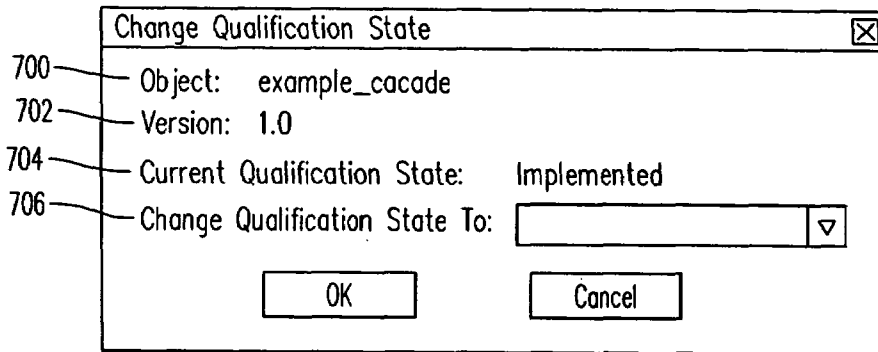 Change Qualification State
700 Object: example_cacade
702 Version: 1.0
704 Current Qualification State: Implemented
706 Change Qualification State To:
OK Cancel